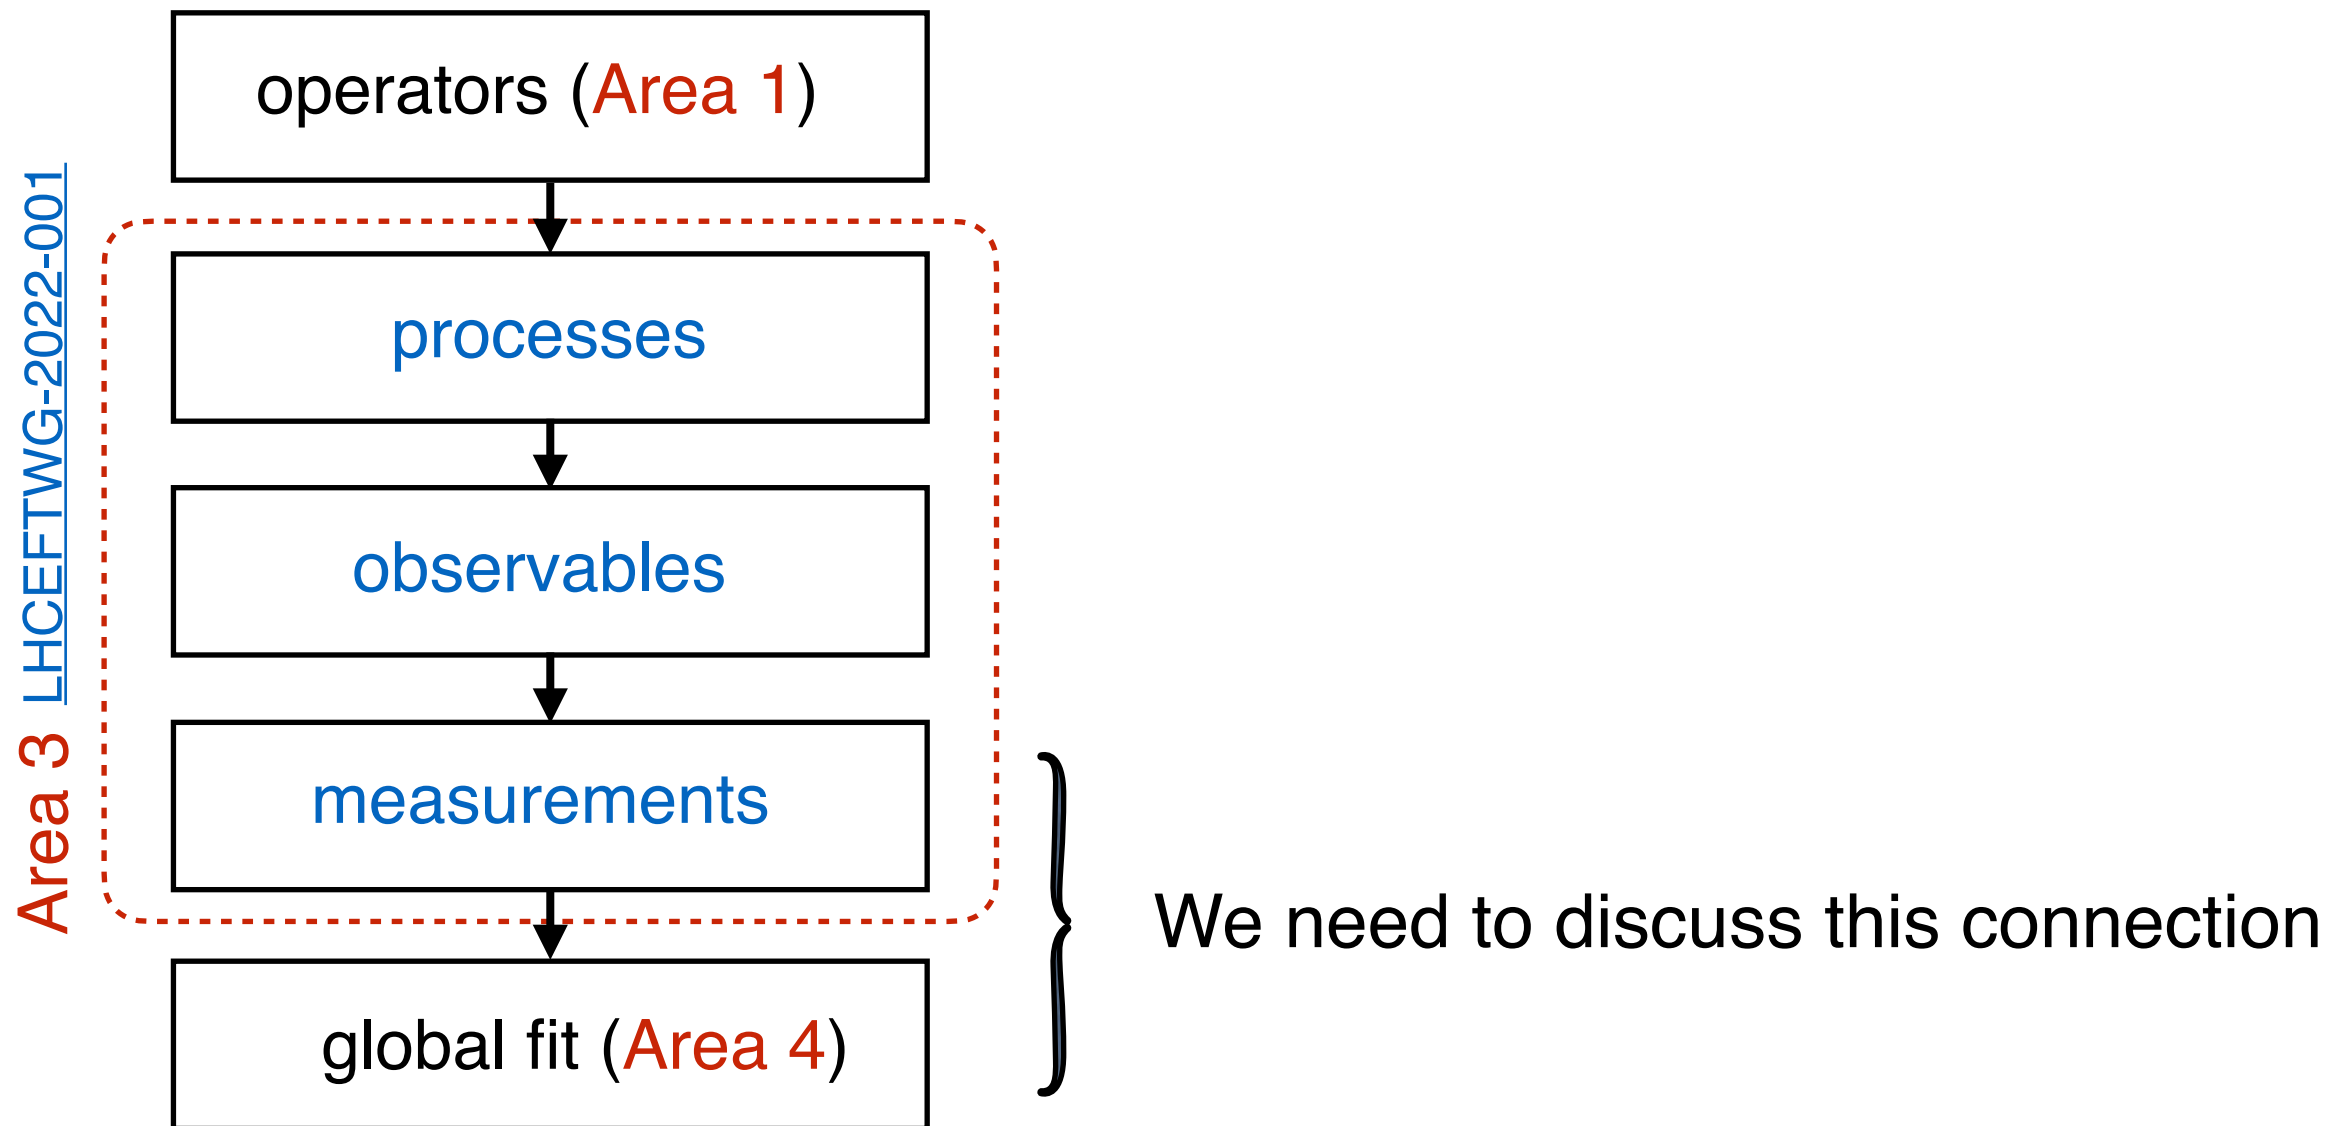 operators (Area 1)
Area 3 LHCEFTWG-2022-001
processes
observables
measurements
We need to discuss this connection
global fit (Area 4)